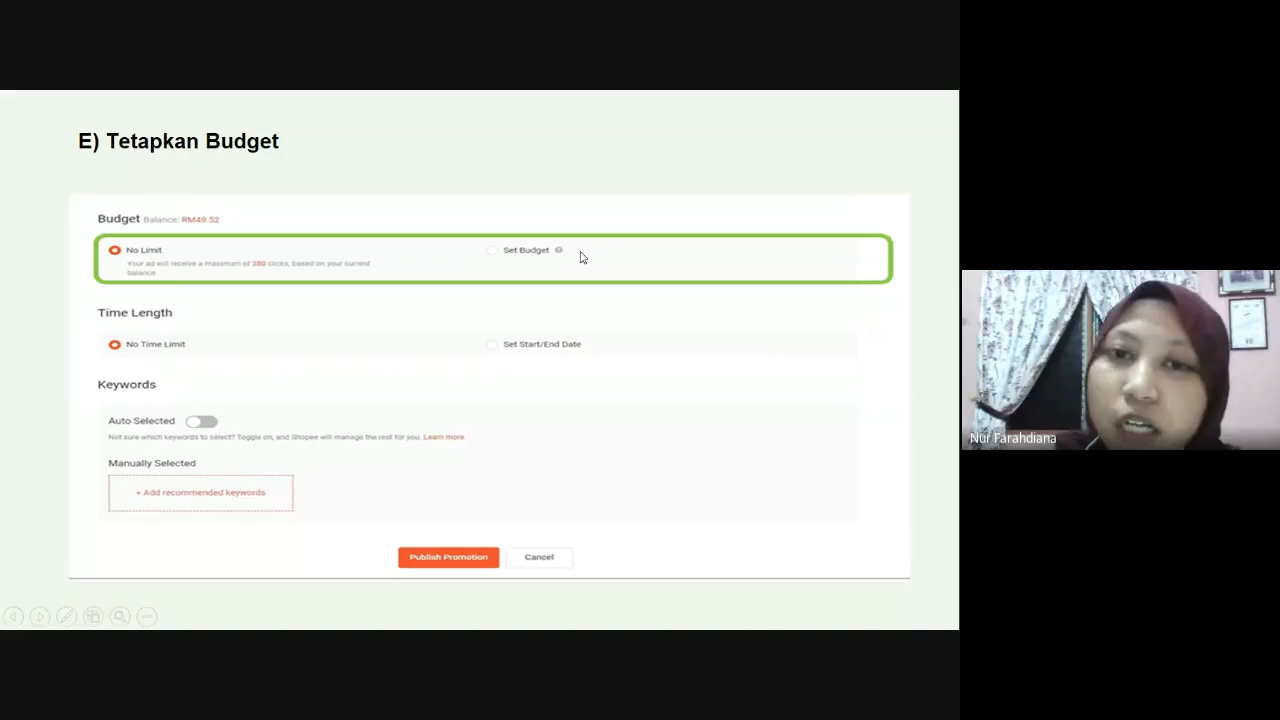 E) Tetapkan Budget
Budget Balance: RM49.52
No Limit
Set Budget
Your ad will receive a maximum of 380 clicks, based on your current
balance
Time Length
No Time Limit
Set Start/End Date
Keywords
Auto Selected
Not sure which keywords to select? Toggle on, and Shopee will manage the rest for you. Learn more
Manually Selected
+ Add recommended keywords
Publish Promotion
Cancel
Nur Farahdiana